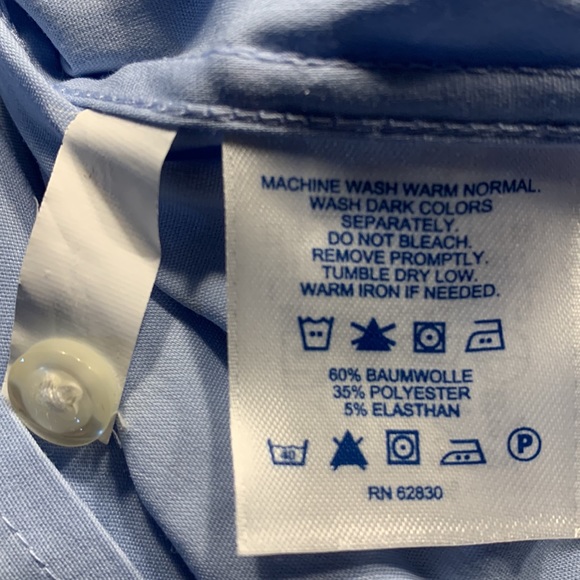 MACHINE WASH WARM NORMAL.
WASH DARK COLORS
SEPARATELY.
DO NOT BLEACH.
REMOVE PROMPTLY.
TUMBLE DRY LOW.
WARM IRON IF NEEDED.
60% BAUMWOLLE
35% POLYESTER
5% ELASTHAN
40 P
RN 62830